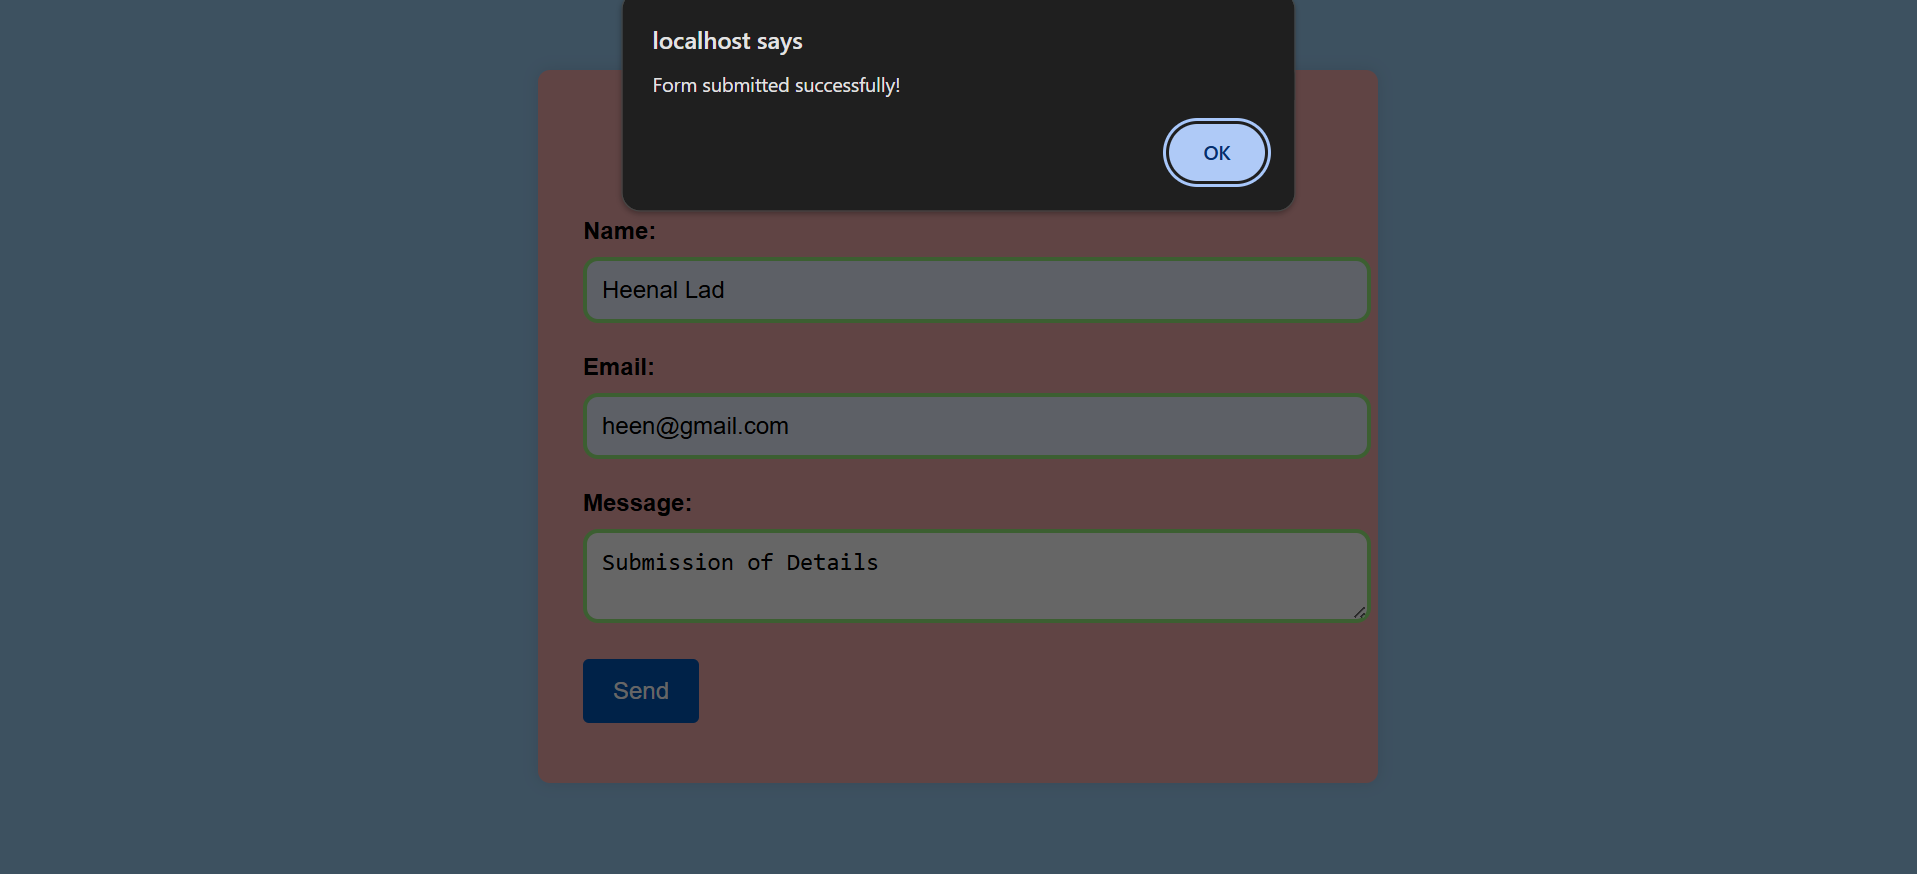 localhost says
Form submitted successfully!
OK
Name:
Heenal Lad
Email:
heen@gmail.com
Message:
Submission of Details
Send